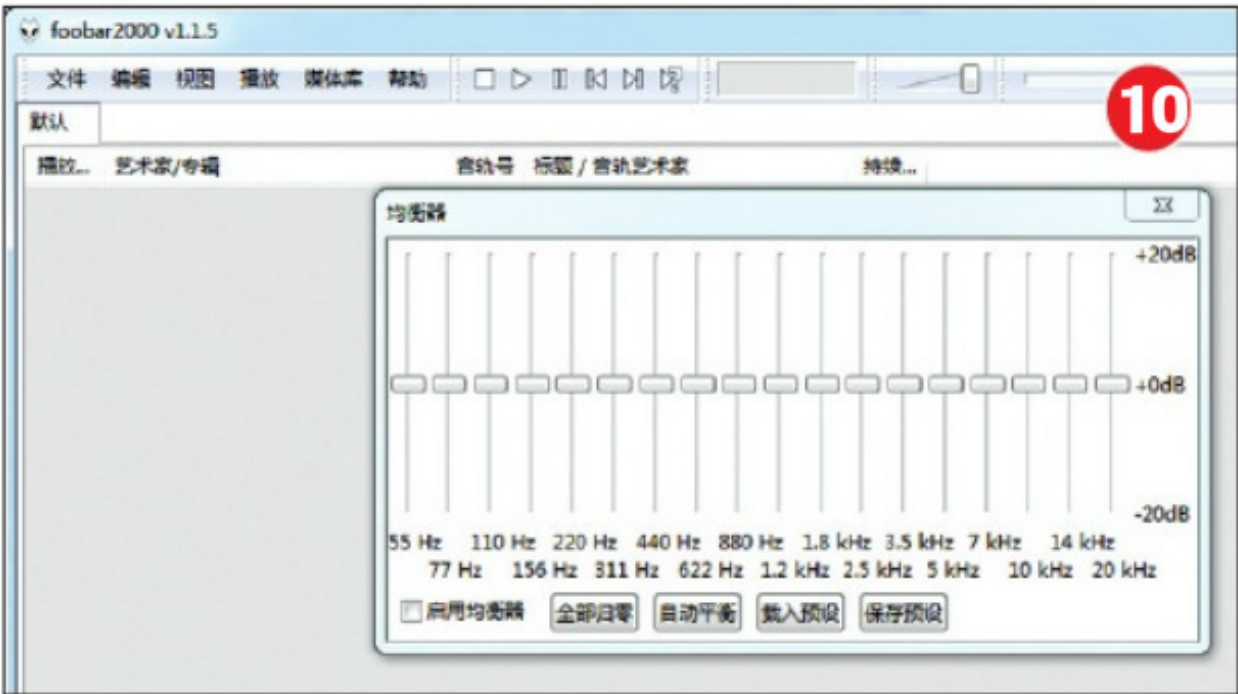 foobar2000 v1.1.5
文件 编辑 视图 播放 媒体库 帮助
10
默认
播放... 艺术家/专辑 音轨号 标题 / 音轨艺术家 持续...
均衡器
+20dB
+0dB
-20dB
55 Hz 110 Hz 220 Hz 440 Hz 880 Hz 1.8 kHz 3.5 kHz 7 kHz 14 kHz
77 Hz 156 Hz 311 Hz 622 Hz 1.2 kHz 2.5 kHz 5 kHz 10 kHz 20 kHz
启用均衡器 全部归零 自动平衡 载入预设 保存预设